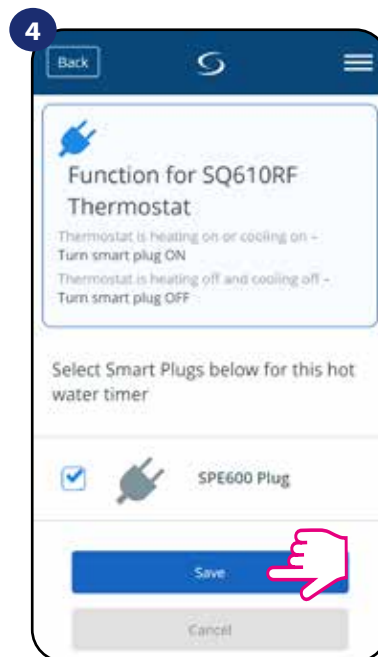 4
Back
Function for SQ610RF
Thermostat
Thermostat is heating on or cooling on –
Turn smart plug ON
Thermostat is heating off and cooling off –
Turn smart plug OFF
Select Smart Plugs below for this hot
water timer
SPE600 Plug
Save
Cancel